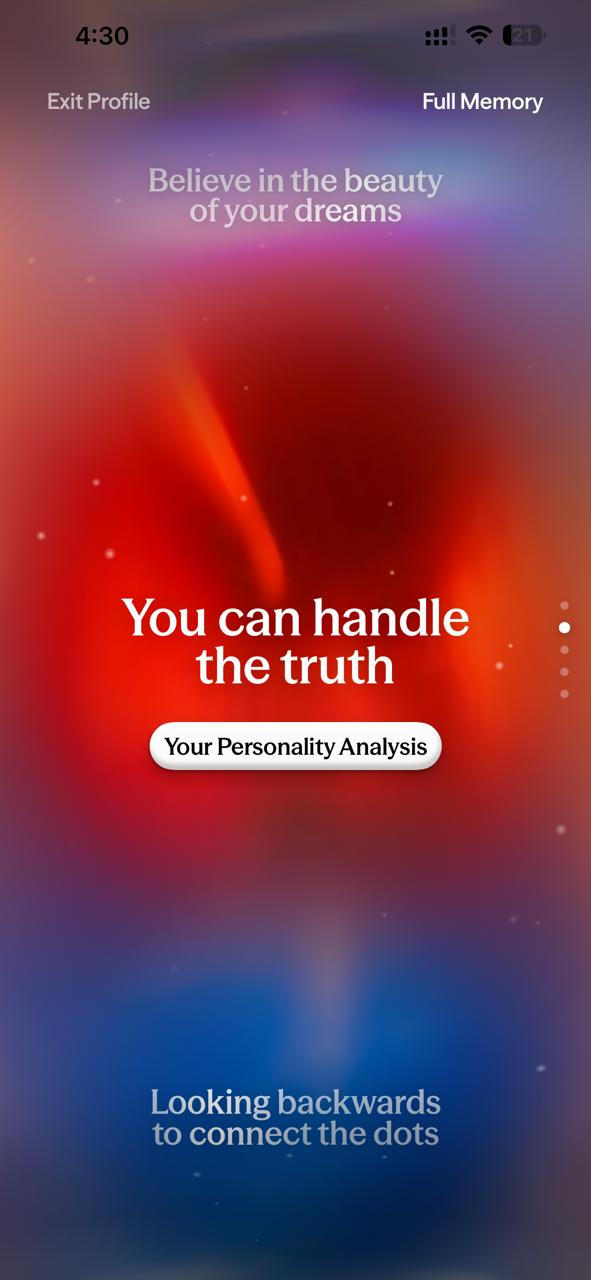 4:30
21
Exit Profile
Full Memory
Believe in the beauty
of your dreams
You can handle
the truth
Your Personality Analysis
Looking backwards
to connect the dots